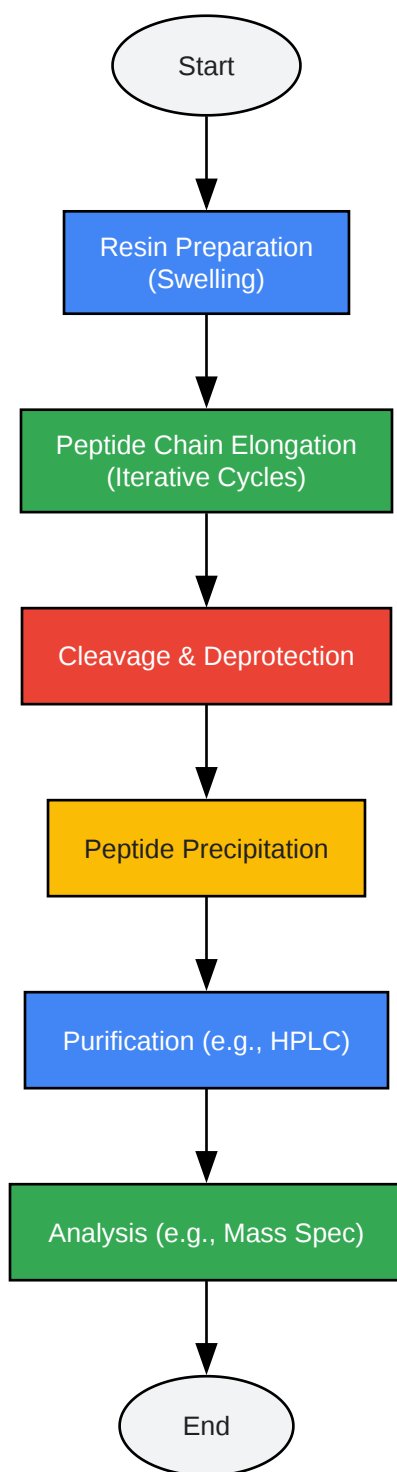 Start
Resin Preparation
(Swelling)
Peptide Chain Elongation
(Iterative Cycles)
Cleavage & Deprotection
Peptide Precipitation
Purification (e.g., HPLC)
Analysis (e.g., Mass Spec)
End